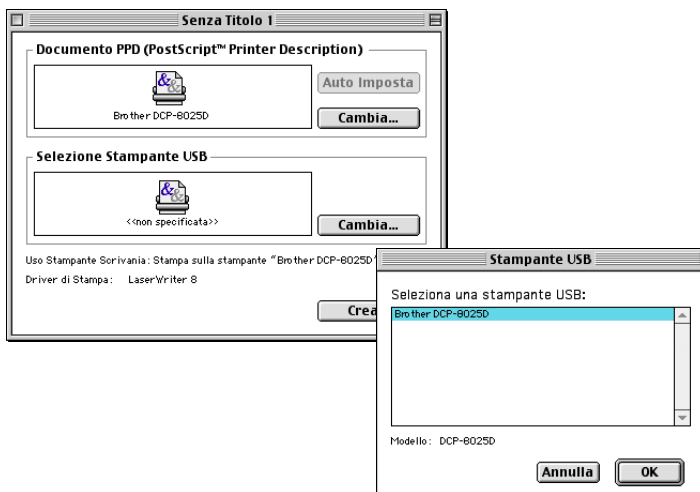 Senza Titolo 1
Documento PPD (PostScript™ Printer Description)
Brother DCP-8025D
Auto Imposta
Cambia...
Selezione Stampante USB
<<non specificata>>
Cambia...
Uso Stampante Scrivania: Stampa sulla stampante "Brother DCP-8025D"
Driver di Stampa: LaserWriter 8
Crea
Stampante USB
Seleziona una stampante USB:
Brother DCP-8025D
Modello: DCP-8025D
Annulla
OK